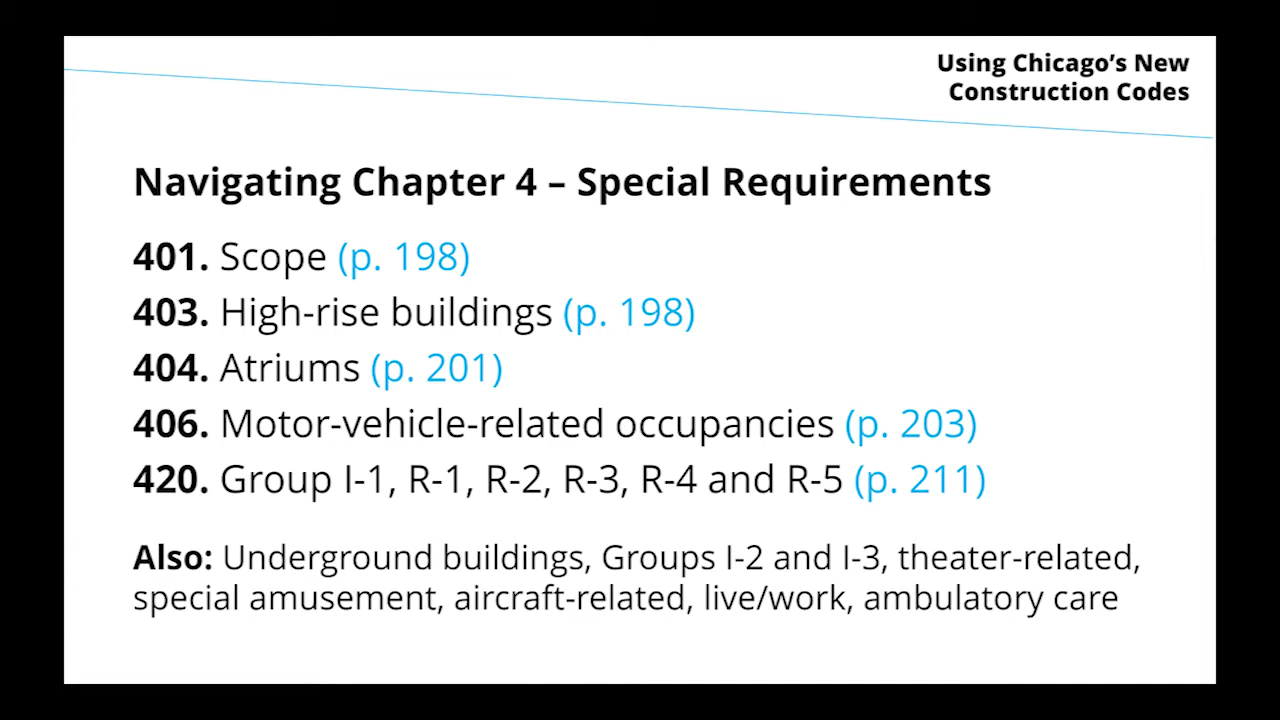 Using Chicago’s New
Construction Codes
Navigating Chapter 4 – Special Requirements
401. Scope (p. 198)
403. High-rise buildings (p. 198)
404. Atriums (p. 201)
406. Motor-vehicle-related occupancies (p. 203)
420. Group I-1, R-1, R-2, R-3, R-4 and R-5 (p. 211)
Also: Underground buildings, Groups I-2 and I-3, theater-related,
special amusement, aircraft-related, live/work, ambulatory care